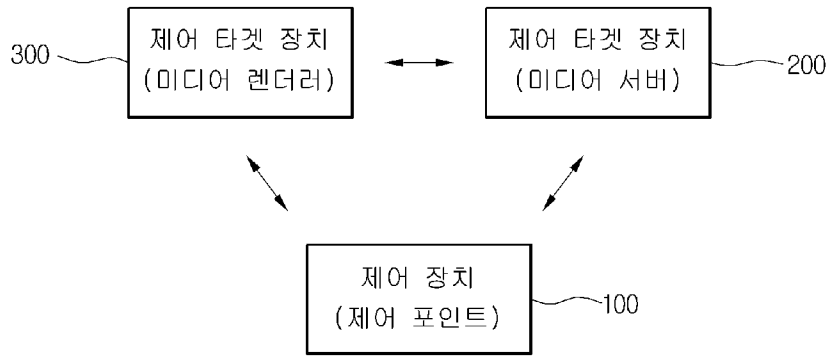 300
제어 타겟 장치
(미디어 렌더러)
제어 타겟 장치
(미디어 서버)
200
제어 장치
(제어 포인트)
100